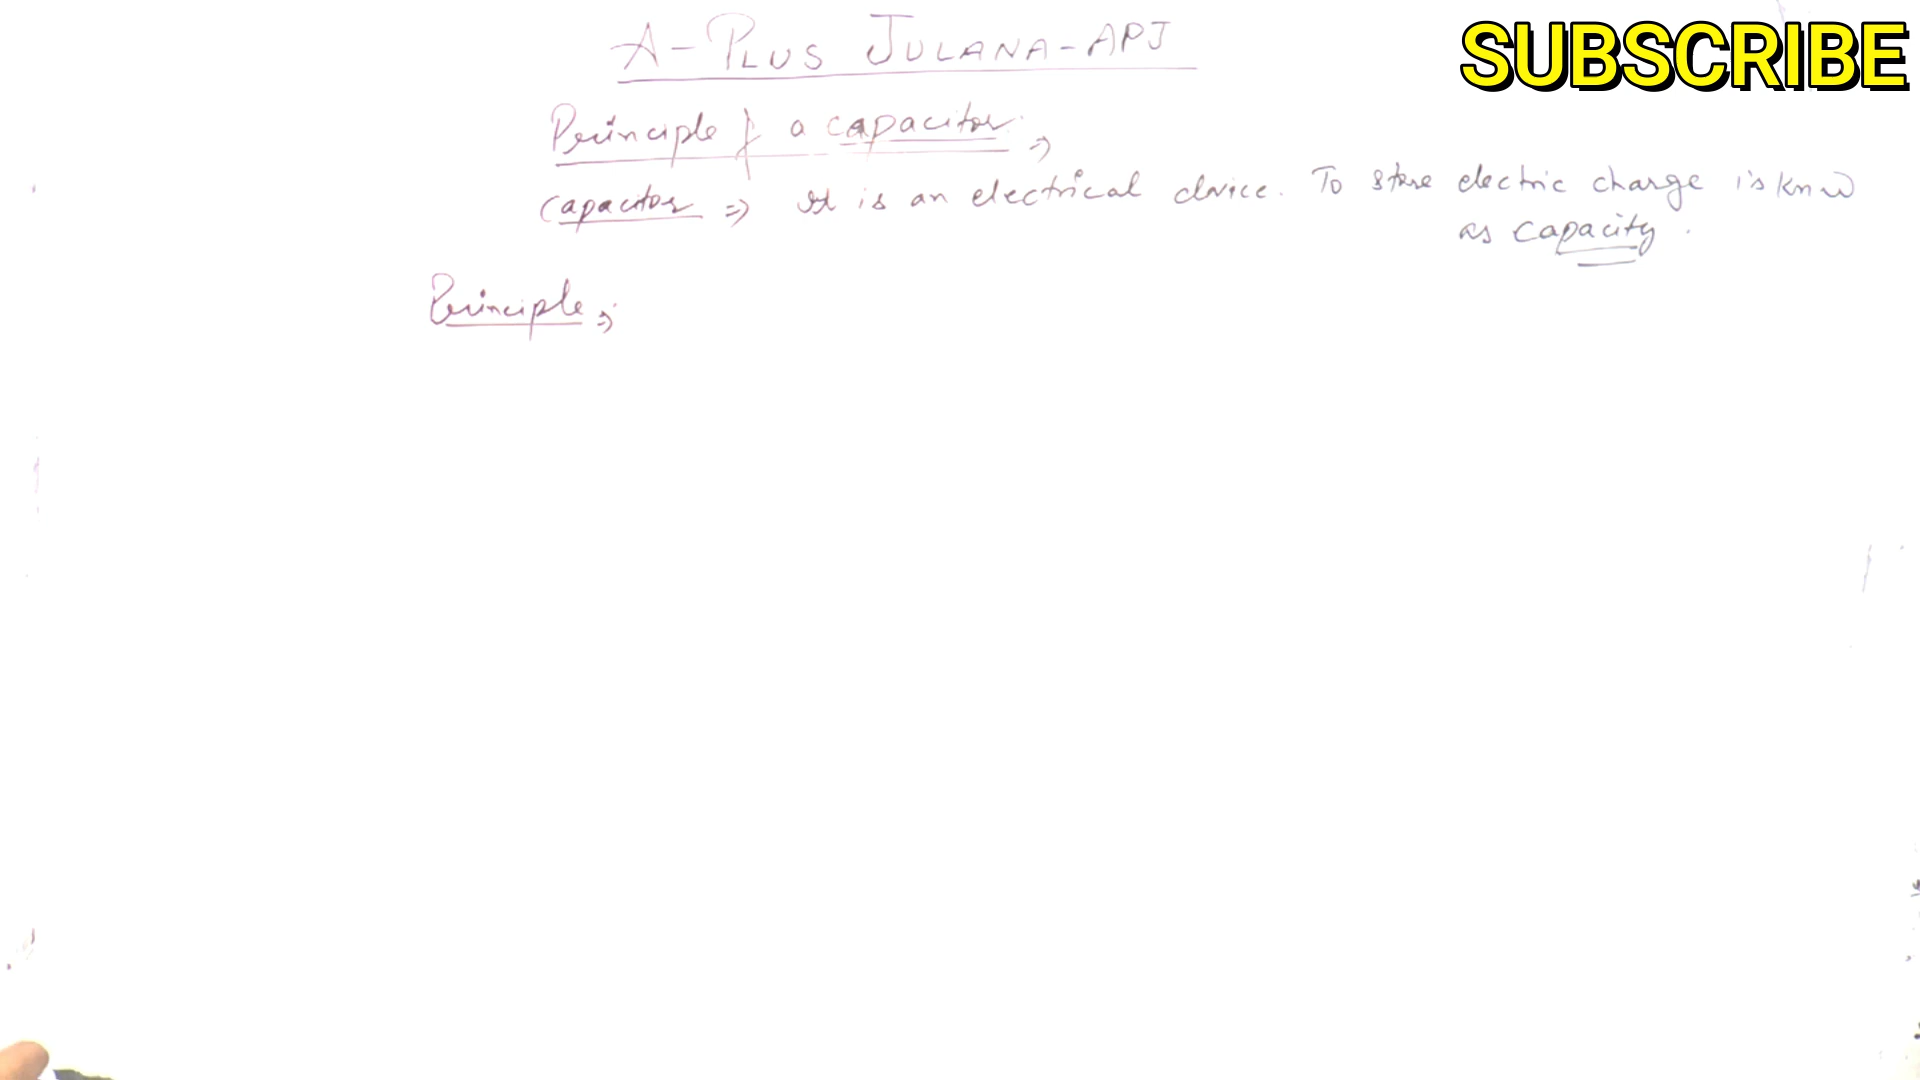 A-PLUS JULANA-APJ
SUBSCRIBE
Principle of a capacitor ⇒
Capacitor ⇒ It is an electrical device. To store electric charge is know
as capacity.
Principle ⇒